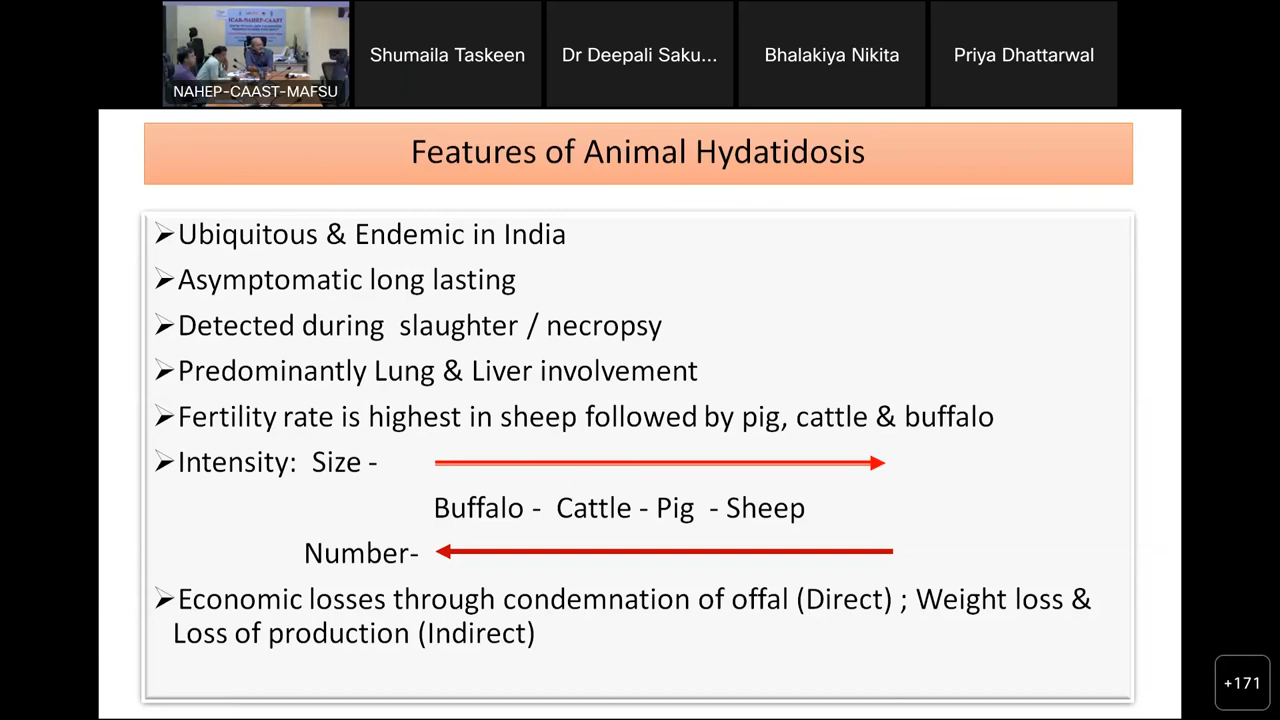 ICAR-NAHEP-CAAST
NAHEP-CAAST-MAFSU
Shumaila Taskeen
Dr Deepali Saku...
Bhalakiya Nikita
Priya Dhattarwal
Features of Animal Hydatidosis
➢Ubiquitous & Endemic in India
➢Asymptomatic long lasting
➢Detected during slaughter / necropsy
➢Predominantly Lung & Liver involvement
➢Fertility rate is highest in sheep followed by pig, cattle & buffalo
➢Intensity: Size -
Buffalo - Cattle - Pig - Sheep
Number-
➢Economic losses through condemnation of offal (Direct) ; Weight loss &
Loss of production (Indirect)
+171